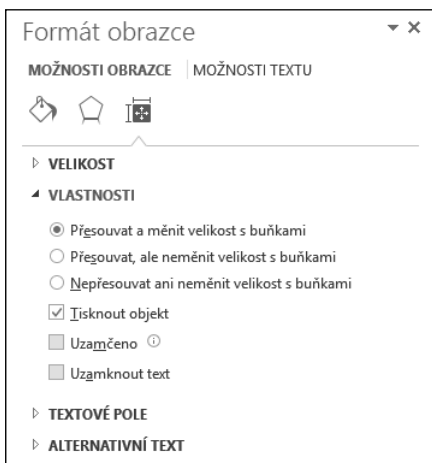 Formát obrazce
MOŽNOSTI OBRAZCE MOŽNOSTI TEXTU
VELIKOST
VLASTNOSTI
Přesouvat a měnit velikost s buňkami
Přesouvat, ale neměnit velikost s buňkami
Nepřesouvat ani neměnit velikost s buňkami
Tisknout objekt
Uzamčeno
Uzamknout text
TEXTOVÉ POLE
ALTERNATIVNÍ TEXT